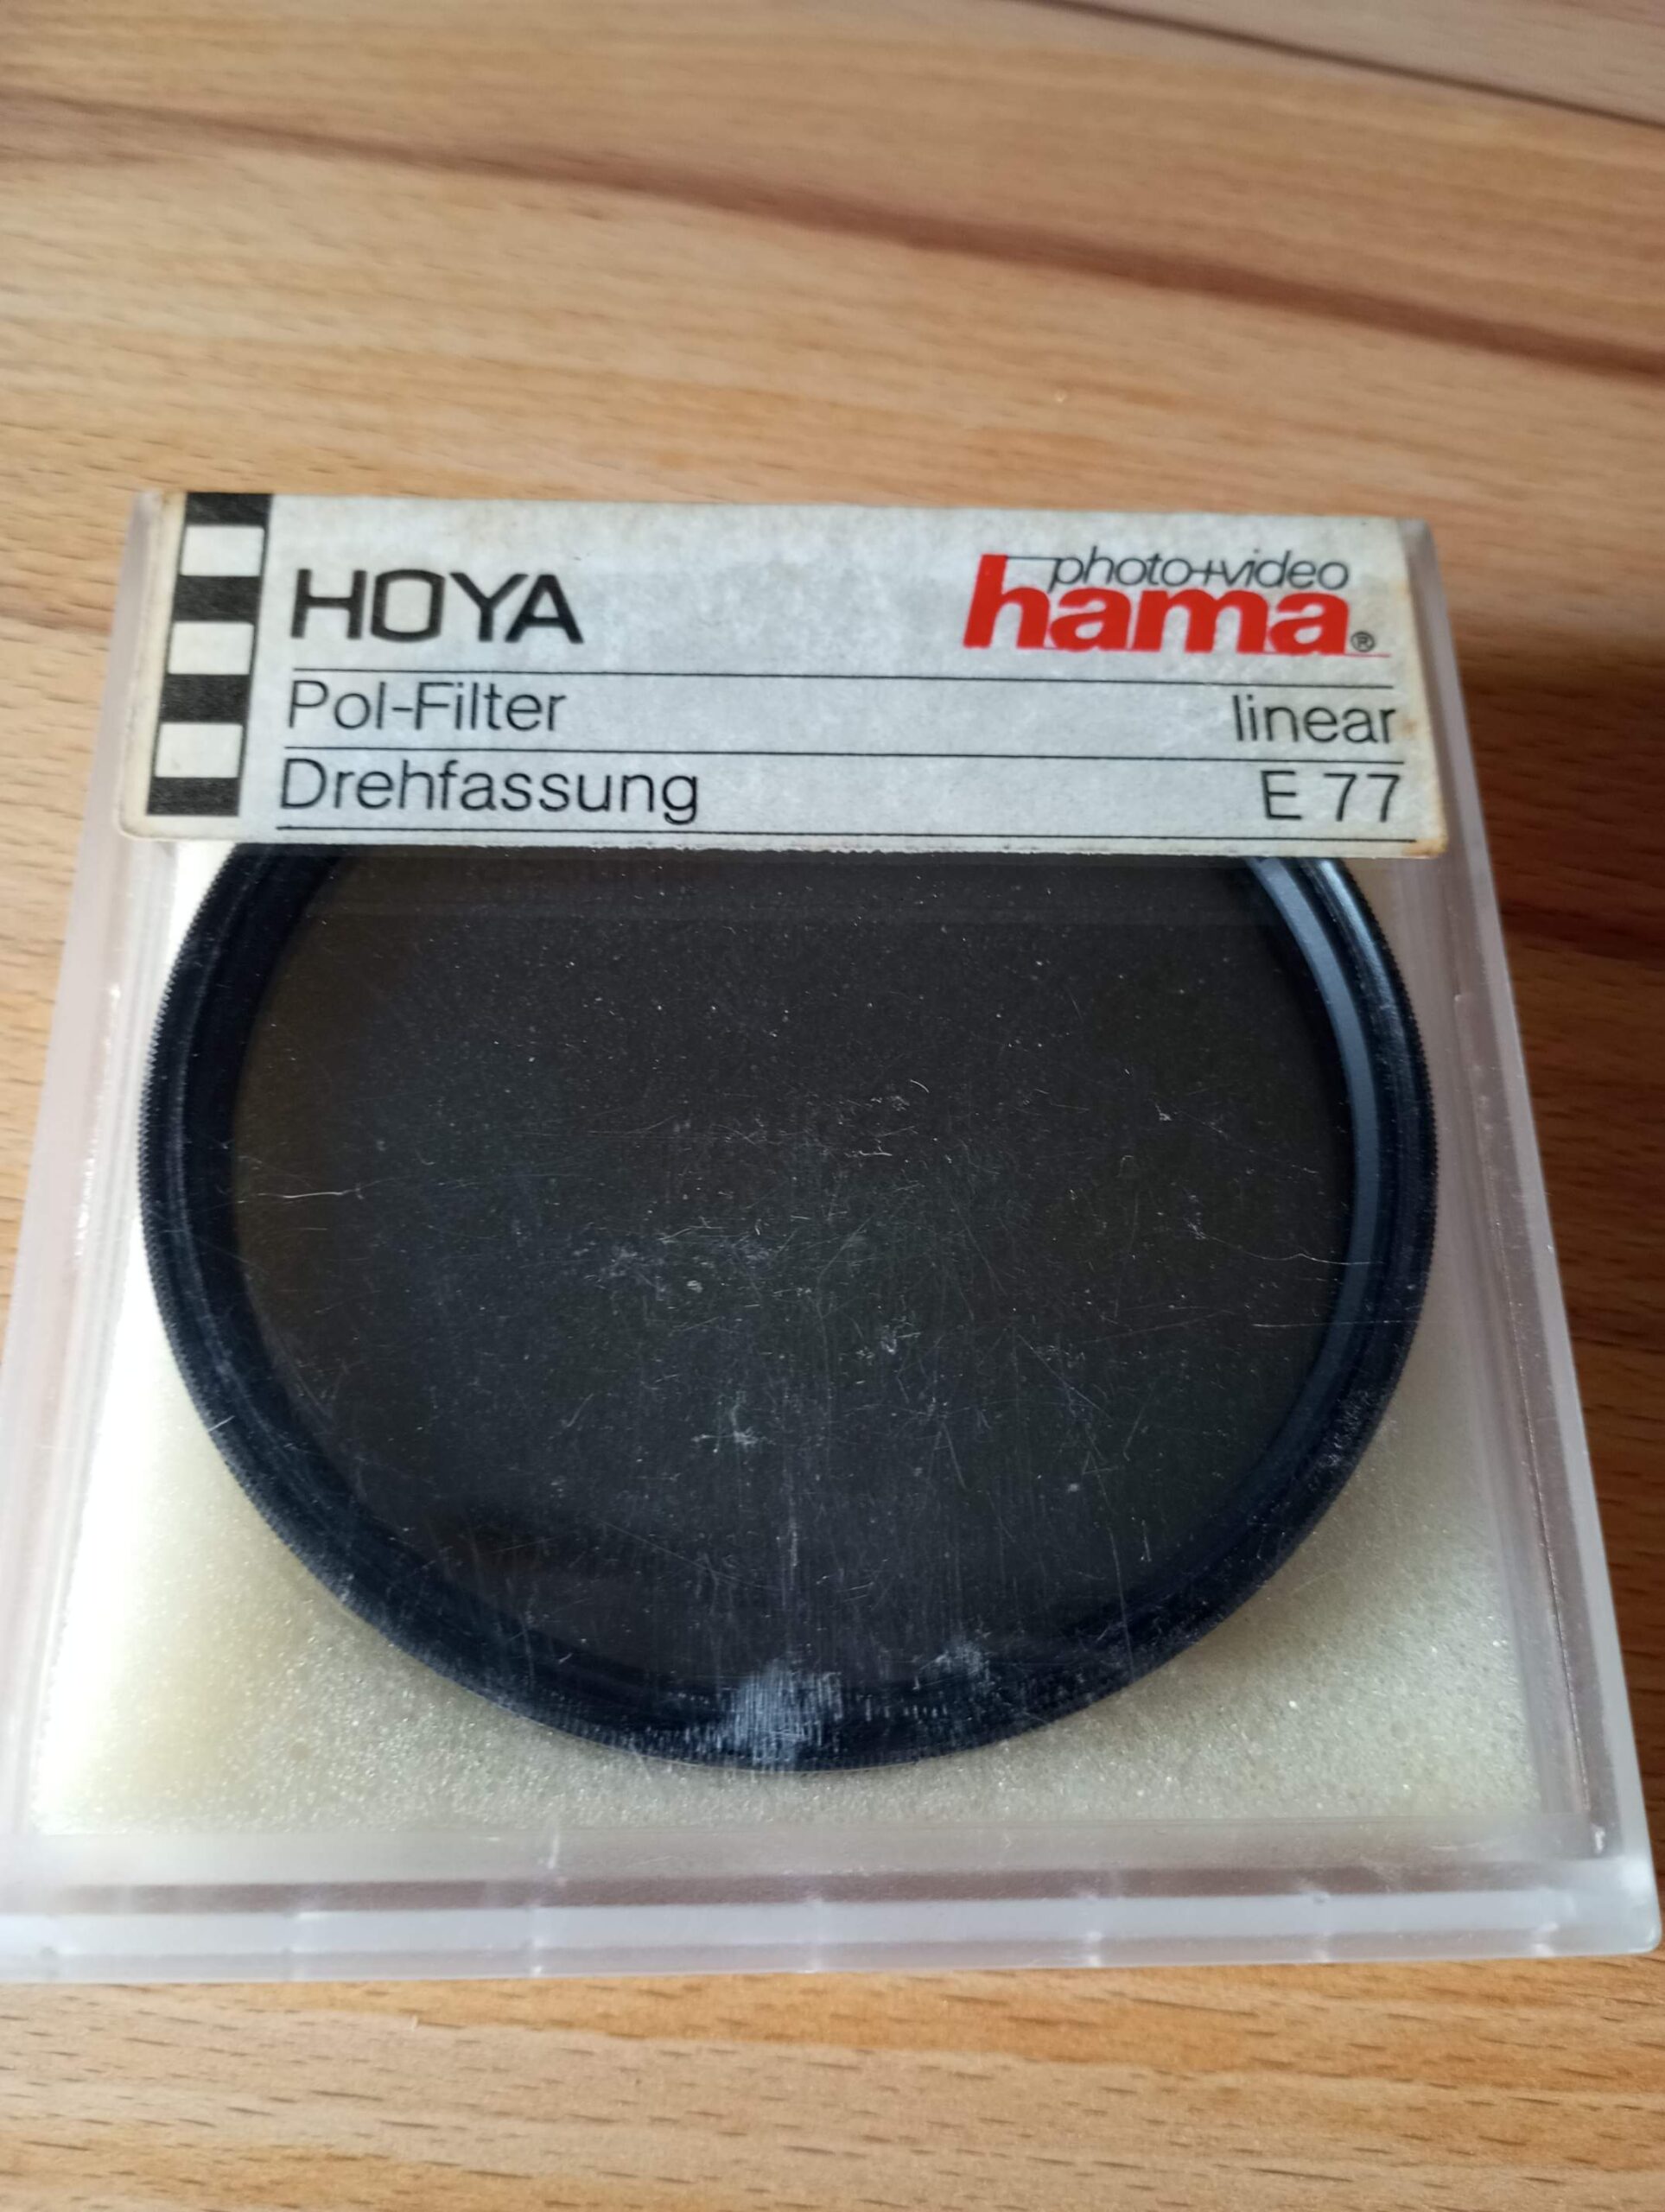 HOYA
photo+video
hama®
Pol-Filter linear
Drehfassung E 77